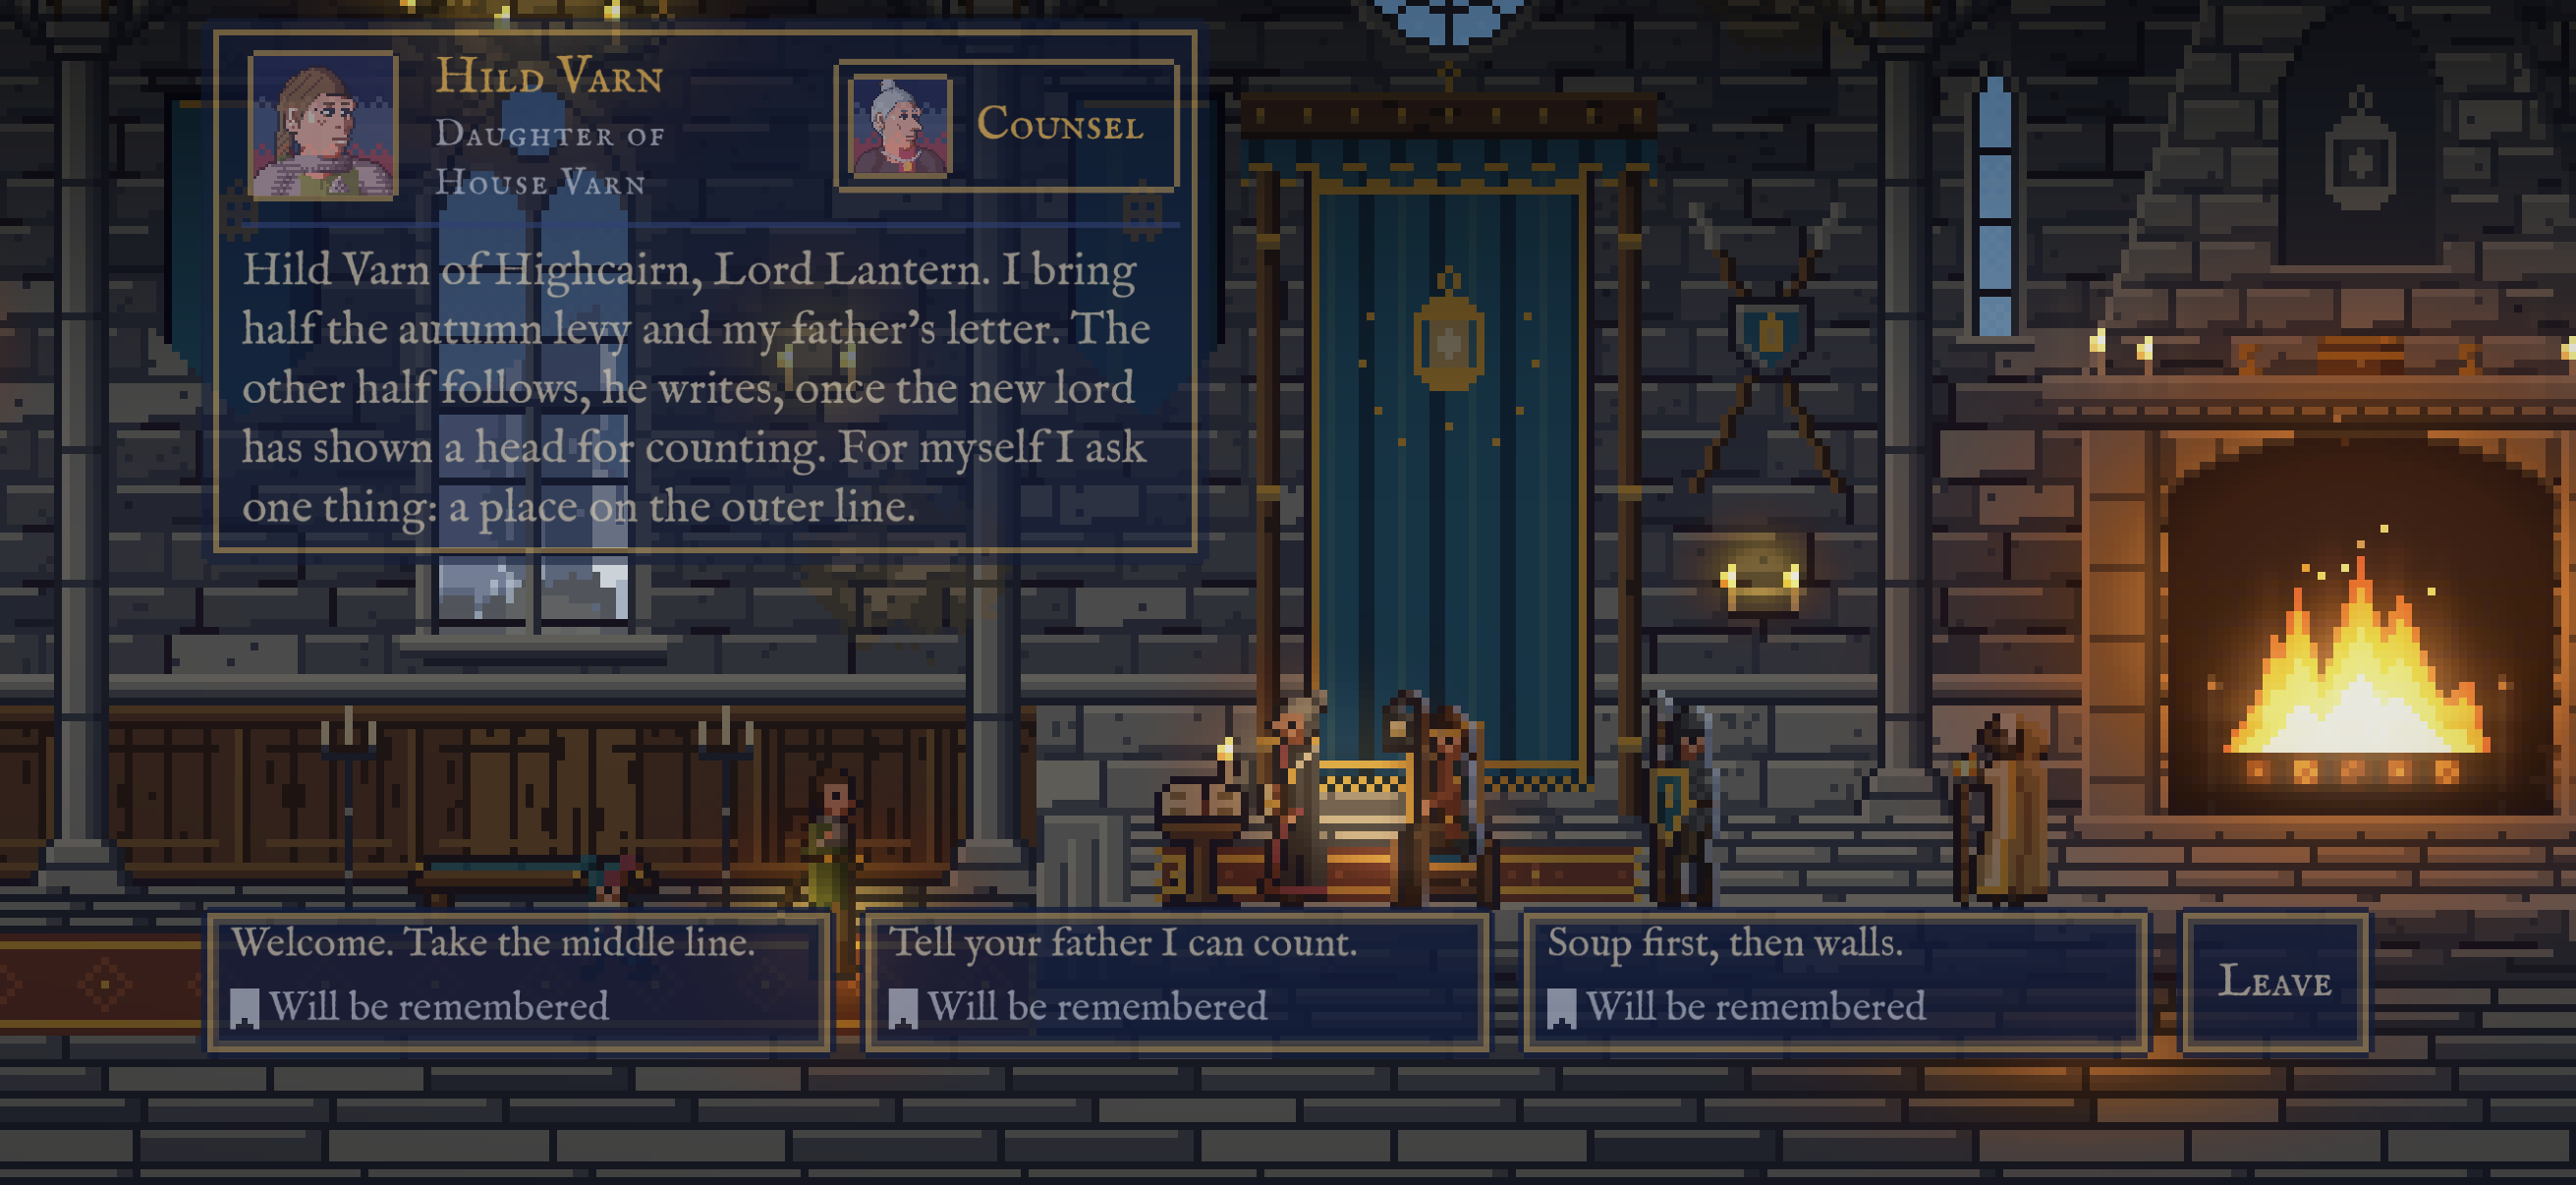 Hild Varn
Daughter of
House Varn
Counsel
Hild Varn of Highcairn, Lord Lantern. I bring
half the autumn levy and my father’s letter. The
other half follows, he writes, once the new lord
has shown a head for counting. For myself I ask
one thing: a place on the outer line.
Welcome. Take the middle line.
Will be remembered
Tell your father I can count.
Will be remembered
Soup first, then walls.
Will be remembered
Leave